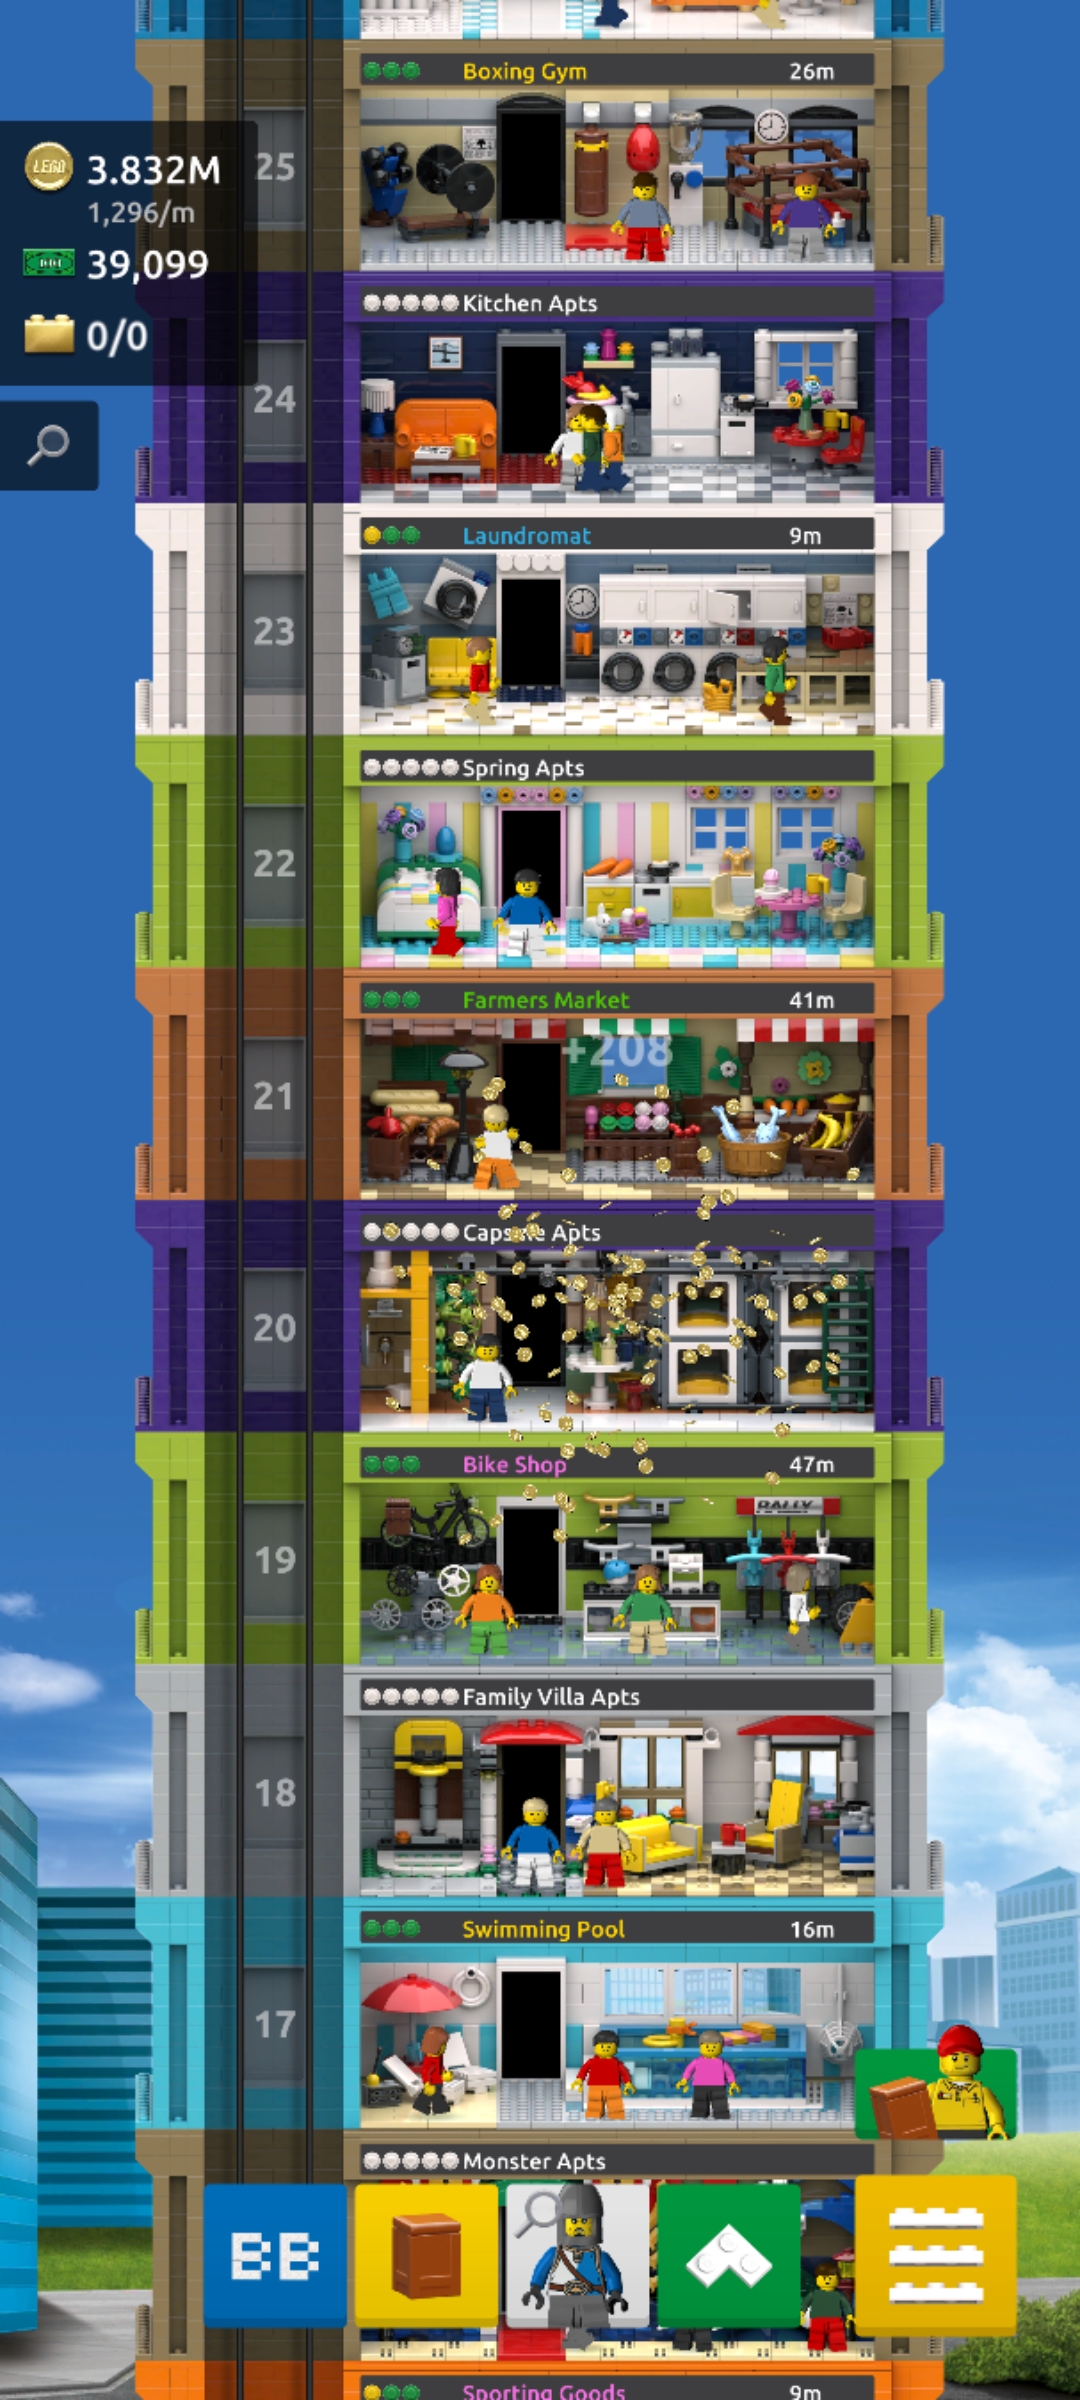 Boxing Gym 26m
25
LEGO 3.832M
1,296/m
39,099
0/0
Kitchen Apts
24
Laundromat 9m
23
Spring Apts
22
Farmers Market 41m
+208
21
Apts
20
Bike Shop 47m
RALLY
19
Family Villa Apts
18
Swimming Pool 16m
17
Monster Apts
BB
Sporting Goods 9m